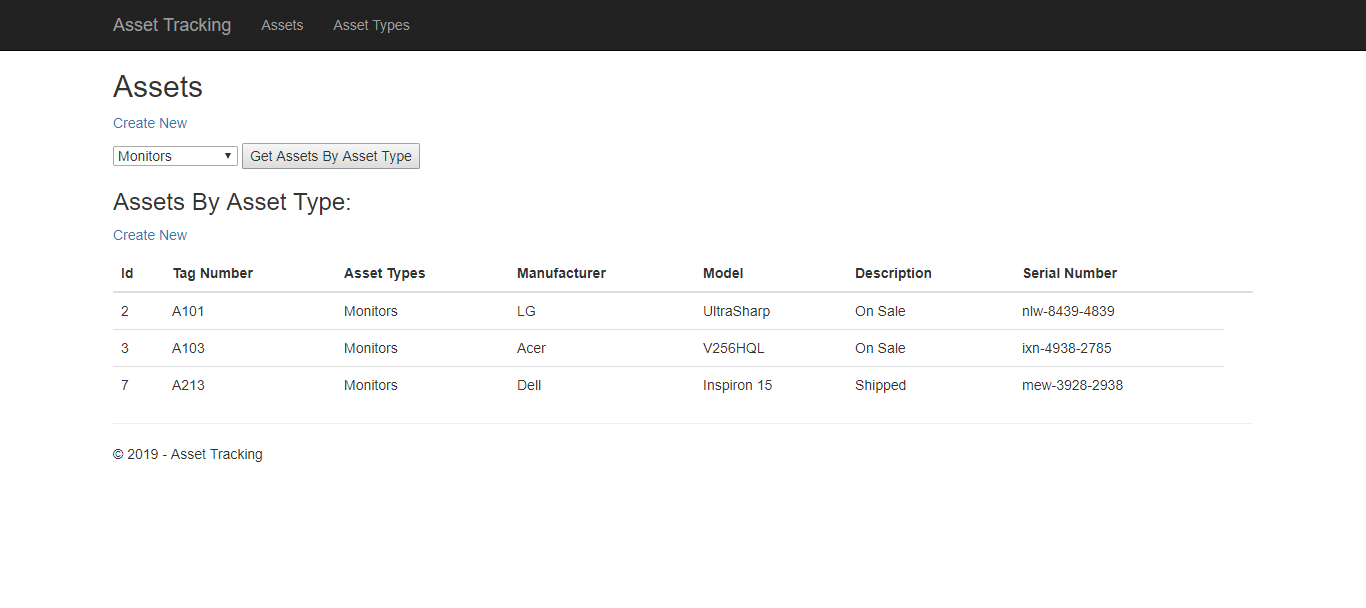 Asset Tracking Assets Asset Types
Assets
Create New
Monitors Get Assets By Asset Type
Assets By Asset Type:
Create New
Id Tag Number Asset Types Manufacturer Model Description Serial Number
2 A101 Monitors LG UltraSharp On Sale nlw-8439-4839
3 A103 Monitors Acer V256HQL On Sale ixn-4938-2785
7 A213 Monitors Dell Inspiron 15 Shipped mew-3928-2938
© 2019 - Asset Tracking